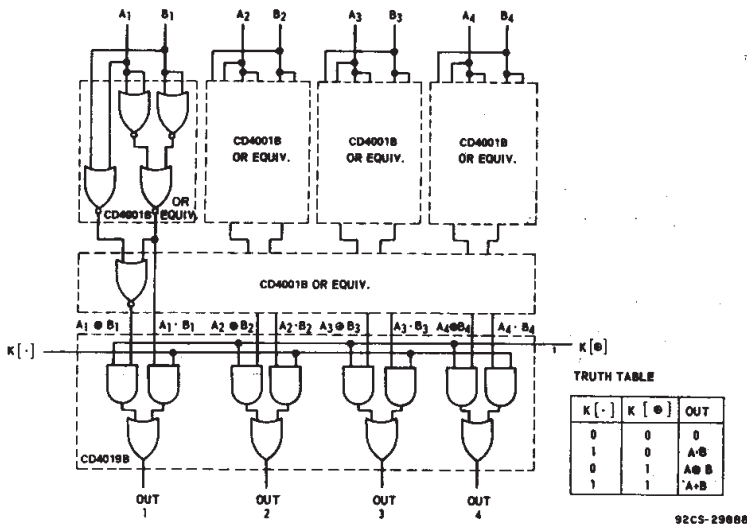 A1 B1 A2 B2 A3 B3 A4 B4
CD4001B
OR EQUIV.
CD4001B
OR EQUIV.
CD4001B
OR EQUIV.
OR
CD4001B EQUIV.
CD4001B OR EQUIV.
A1 ⊕ B1 A1 · B1 A2 ⊕ B2 A2 · B2 A3 ⊕ B3 A3 · B3 A4 ⊕ B4 A4 · B4
K[·] K[⊕]
CD4019B
OUT
1
OUT
2
OUT
3
OUT
4
TRUTH TABLE
K[·] K[⊕] OUT
0 0 0
1 0 A·B
0 1 A⊕B
1 1 A+B
92CS-29888